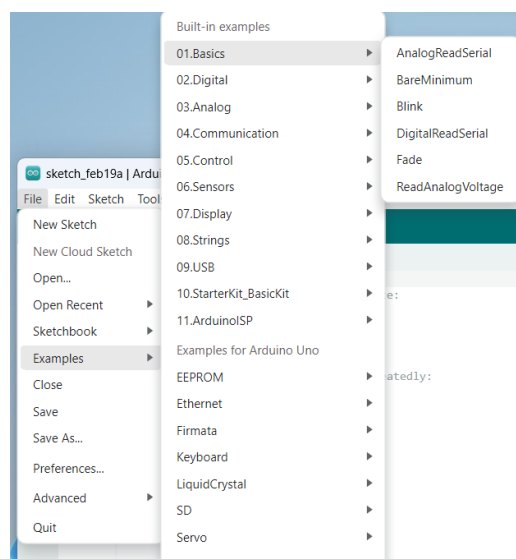 sketch_feb19a | Ardu
File Edit Sketch Tool
New Sketch
New Cloud Sketch
Open...
Open Recent
Sketchbook
Examples
Close
Save
Save As...
Preferences...
Advanced
Quit
Built-in examples
01.Basics
02.Digital
03.Analog
04.Communication
05.Control
06.Sensors
07.Display
08.Strings
09.USB
10.StarterKit_BasicKit
11.ArduinoISP
Examples for Arduino Uno
EEPROM
Ethernet
Firmata
Keyboard
LiquidCrystal
SD
Servo
AnalogReadSerial
BareMinimum
Blink
DigitalReadSerial
Fade
ReadAnalogVoltage
e:
atedly: